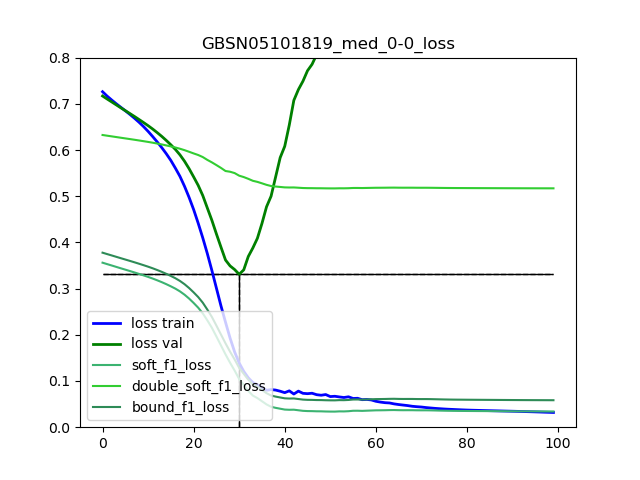 GBSN05101819_med_0-0_loss
0.8
0.7
0.6
0.5
0.4
0.3
0.2
0.1
0.0
loss train
loss val
soft_f1_loss
double_soft_f1_loss
bound_f1_loss
0 20 40 60 80 100